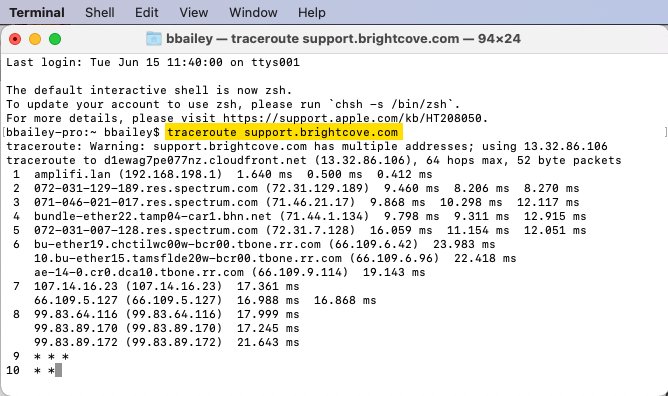 Terminal Shell Edit View Window Help
bbailey — traceroute support.brightcove.com — 94×24
Last login: Tue Jun 15 11:40:00 on ttys001
The default interactive shell is now zsh.
To update your account to use zsh, please run `chsh -s /bin/zsh`.
For more details, please visit https://support.apple.com/kb/HT208050.
[bbailey-pro:~ bbailey$ traceroute support.brightcove.com ]
traceroute: Warning: support.brightcove.com has multiple addresses; using 13.32.86.106
traceroute to d1ewag7pe077nz.cloudfront.net (13.32.86.106), 64 hops max, 52 byte packets
1 amplifi.lan (192.168.198.1) 1.640 ms 0.500 ms 0.412 ms
2 072-031-129-189.res.spectrum.com (72.31.129.189) 9.460 ms 8.206 ms 8.270 ms
3 071-046-021-017.res.spectrum.com (71.46.21.17) 9.868 ms 10.298 ms 12.117 ms
4 bundle-ether22.tamp04-car1.bhn.net (71.44.1.134) 9.798 ms 9.311 ms 12.915 ms
5 072-031-007-128.res.spectrum.com (72.31.7.128) 16.059 ms 11.154 ms 12.051 ms
6 bu-ether19.chctilwc00w-bcr00.tbone.rr.com (66.109.6.42) 23.983 ms
10.bu-ether15.tamsflde20w-bcr00.tbone.rr.com (66.109.6.96) 22.418 ms
ae-14-0.cr0.dca10.tbone.rr.com (66.109.9.114) 19.143 ms
7 107.14.16.23 (107.14.16.23) 17.361 ms
66.109.5.127 (66.109.5.127) 16.988 ms 16.868 ms
8 99.83.64.116 (99.83.64.116) 17.999 ms
99.83.89.170 (99.83.89.170) 17.245 ms
99.83.89.172 (99.83.89.172) 21.643 ms
9 * * *
10 * *